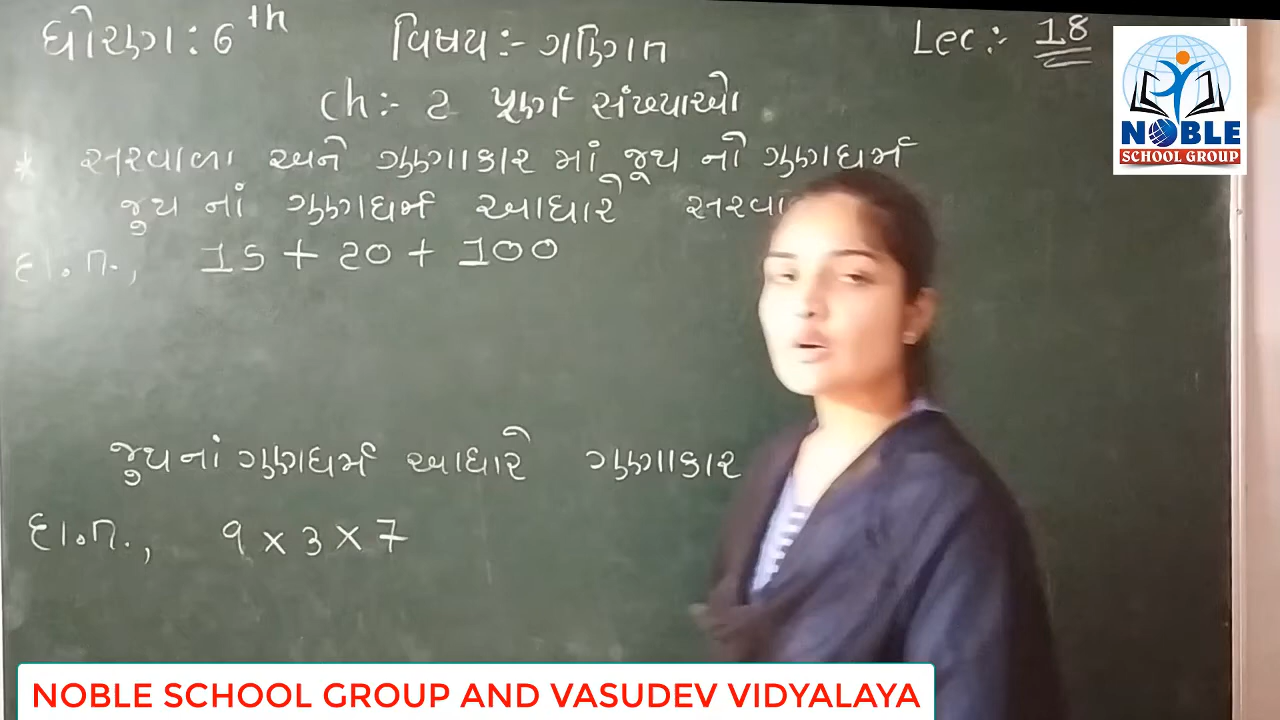 ધોરણ : 6th વિષય :- ગણિત Lec :- 18
Ch :- 2 પૂર્ણ સંખ્યાઓ
* સરવાળા અને ગુણાકાર માં જૂથ નો ગુણધર્મ
જુથ નાં ગુણધર્મ આધારે
દા.ત., 15 + 20 + 100
જુથનાં ગુણધર્મ આધારે ગુણાકાર
દા.ત., 9 x 3 x 7
NOBLE
SCHOOL GROUP
NOBLE SCHOOL GROUP AND VASUDEV VIDYALAYA